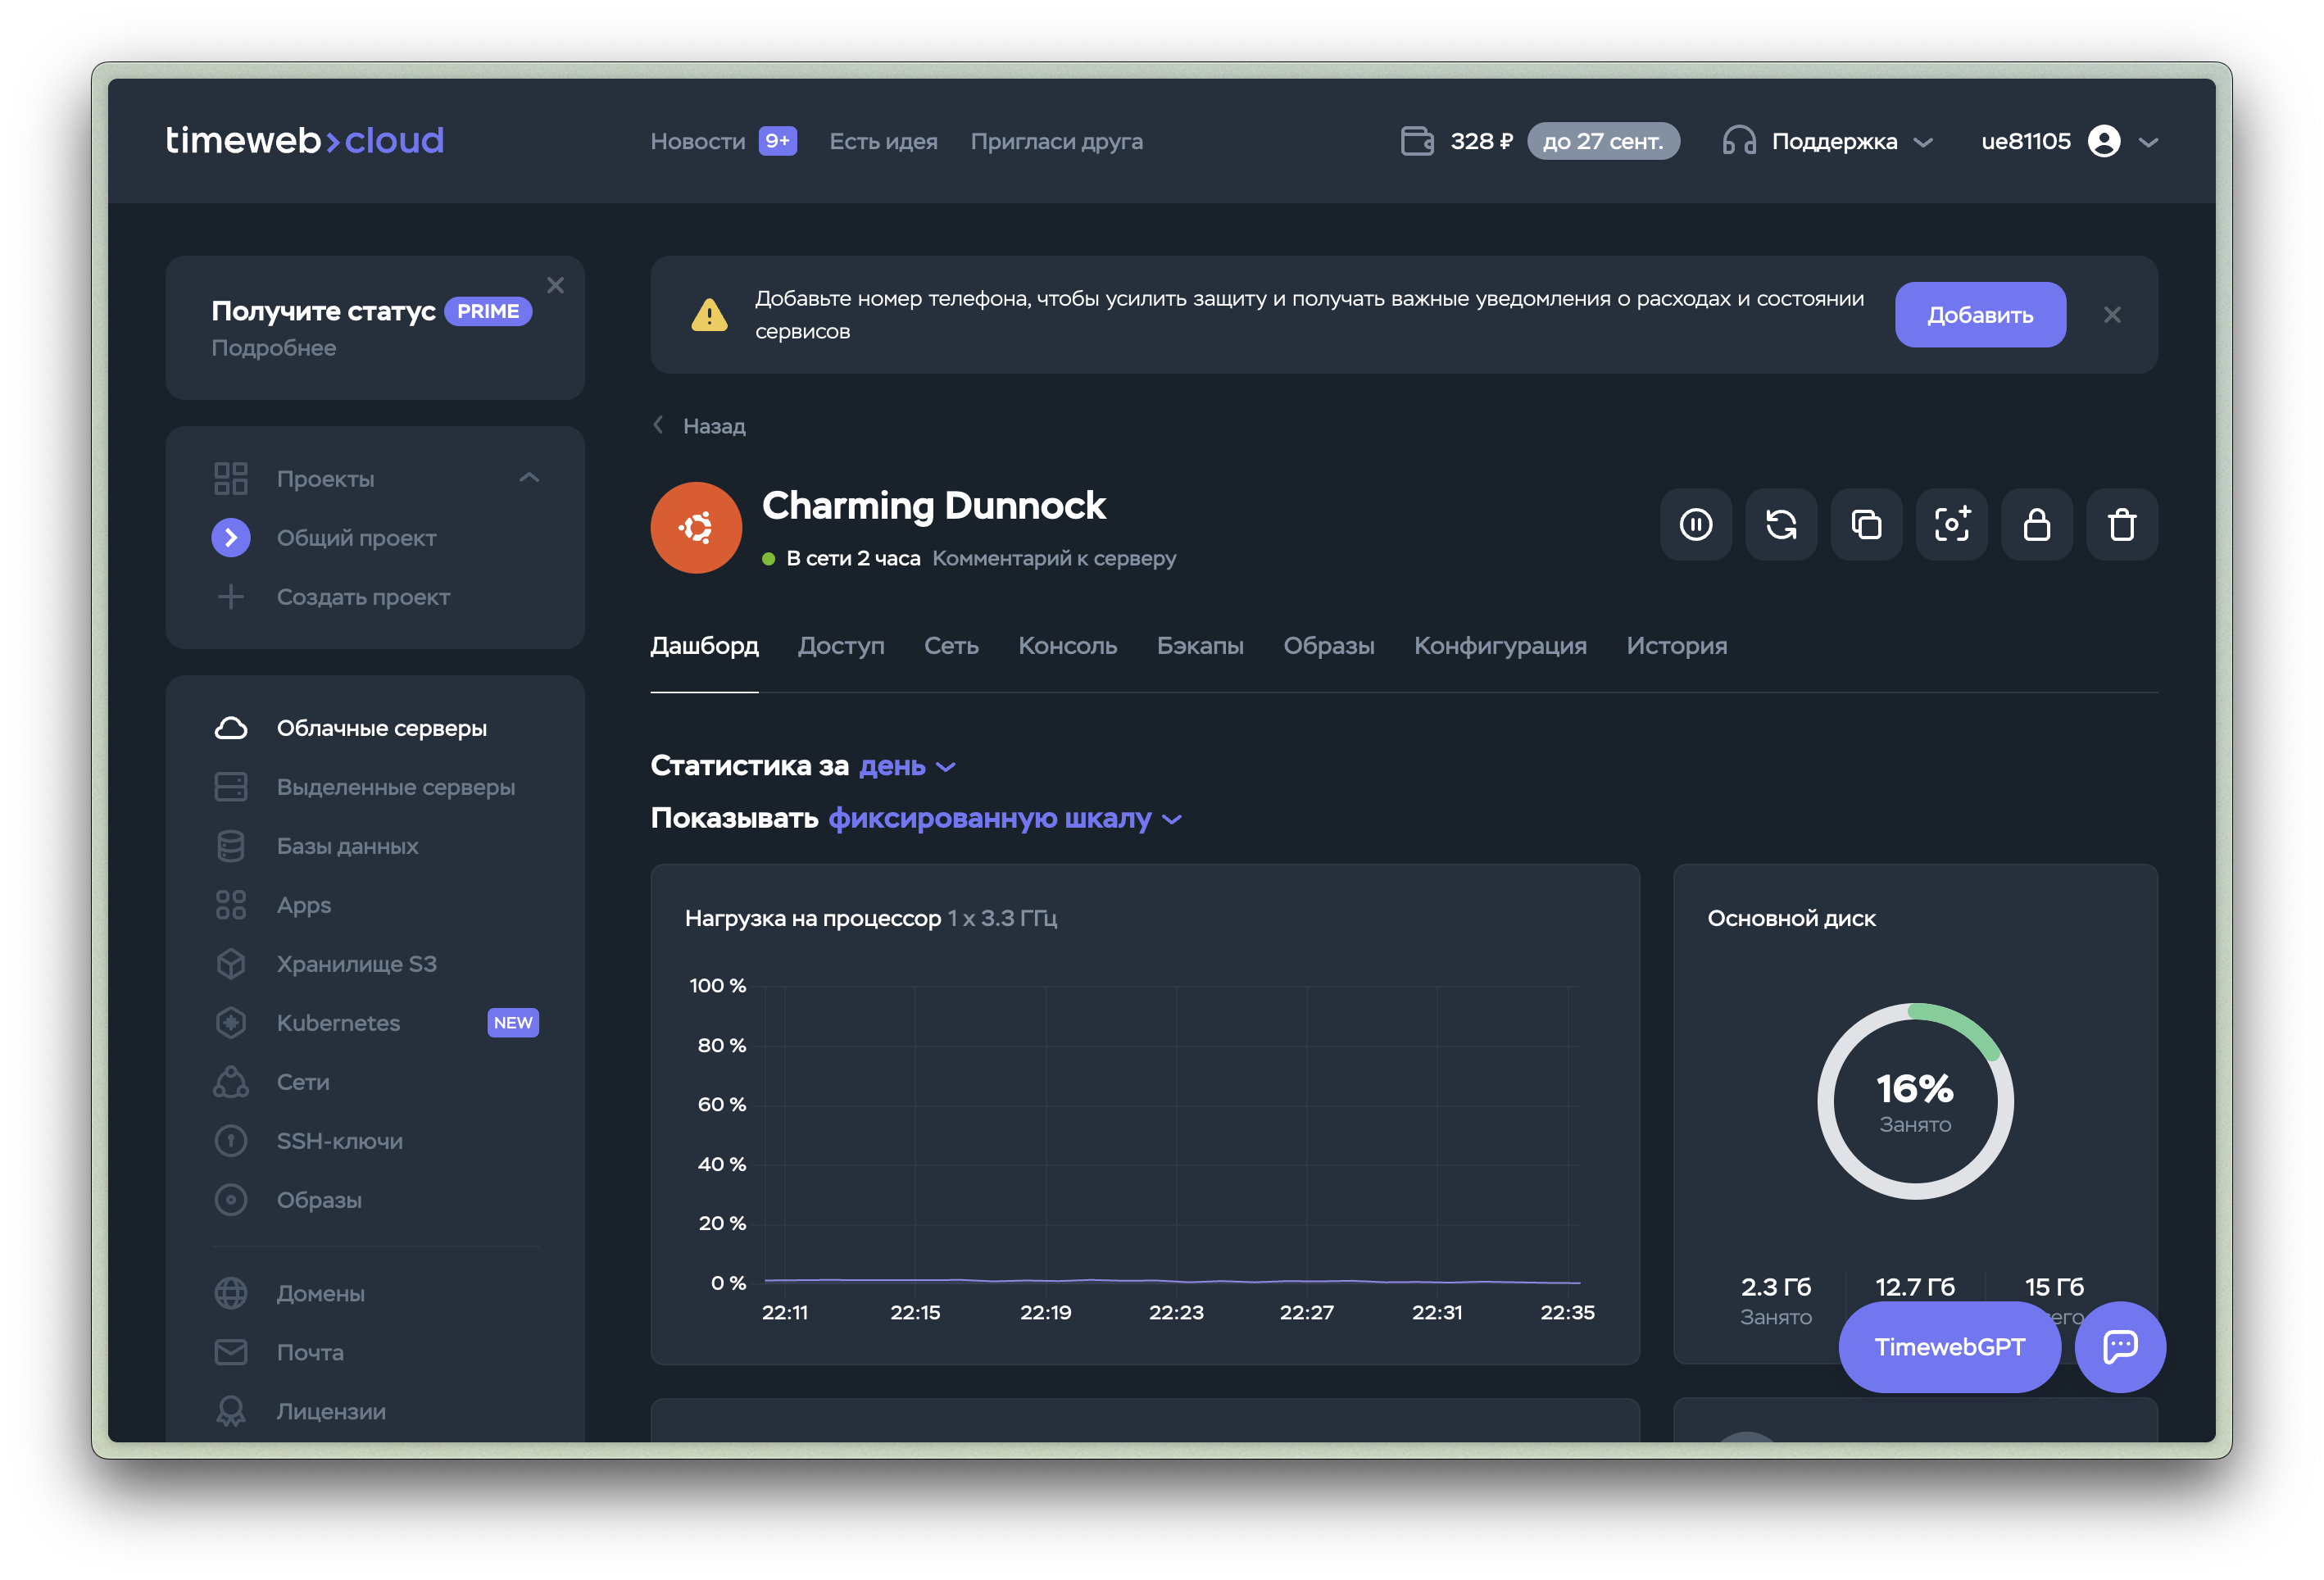 timeweb>cloud
Новости 9+ Есть идея Пригласи друга
328 ₽ до 27 сент. Поддержка ue81105
Получите статус PRIME
Подробнее
Проекты
Общий проект
Создать проект
Облачные серверы
Выделенные серверы
Базы данных
Apps
Хранилище S3
Kubernetes NEW
Сети
SSH-ключи
Образы
Домены
Почта
Лицензии
Добавьте номер телефона, чтобы усилить защиту и получать важные уведомления о расходах и состоянии
сервисов
Добавить
Назад
Charming Dunnock
В сети 2 часа Комментарий к серверу
Дашборд Доступ Сеть Консоль Бэкапы Образы Конфигурация История
Статистика за день
Показывать фиксированную шкалу
Нагрузка на процессор 1 x 3.3 ГГц
100 %
80 %
60 %
40 %
20 %
0 %
22:11 22:15 22:19 22:23 22:27 22:31 22:35
Основной диск
16%
Занято
2.3 Гб 12.7 Гб 15 Гб
Занято
TimewebGPT